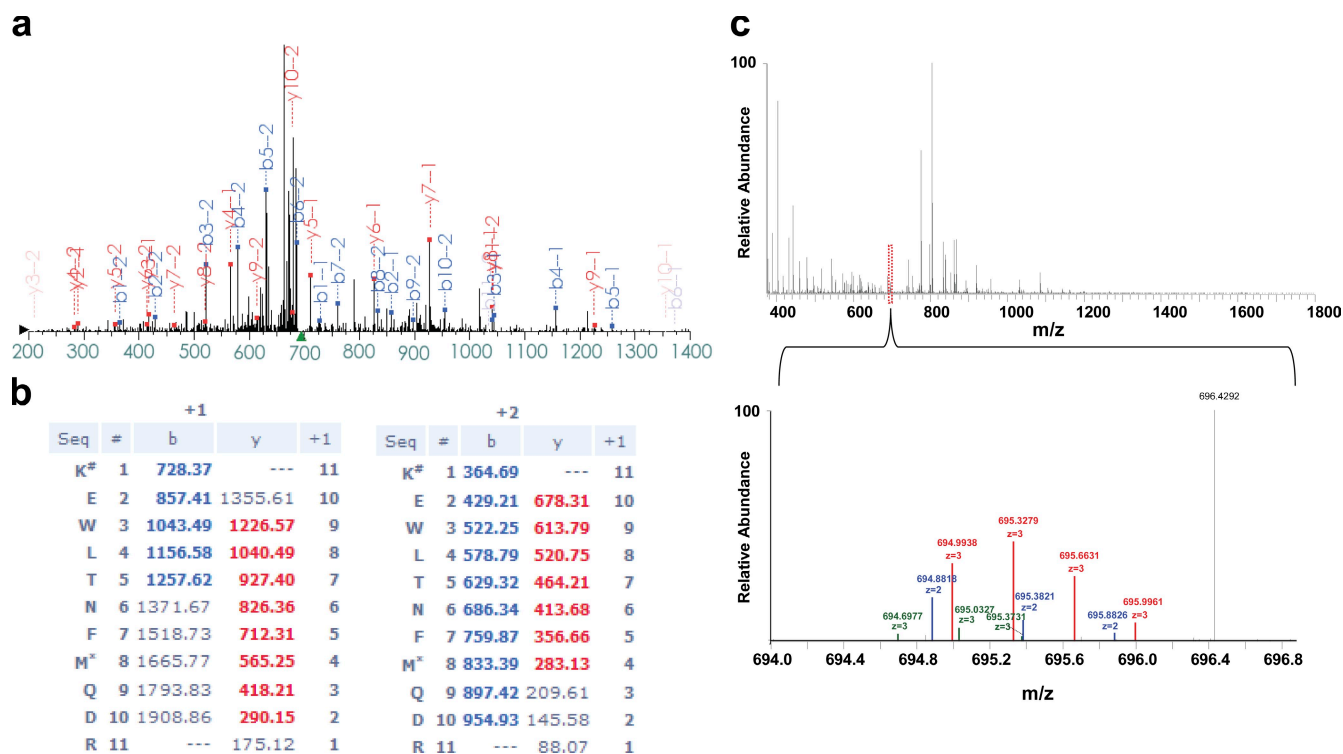 a
y3--2
y4--2
y5--2
b1--2
b2--2
y7--2
y8--2
b3--2
y4--1
b4--2
y9--2
b5--2
y10--2
b6--2
y5--1
b1--1
b7--2
y6--1
b8--2
b2--1
b9--2
y7--1
b10--2
b4--1
y9--1
b5--1
y10--1
b6--1
200 300 400 500 600 700 800 900 1000 1100 1200 1300 1400
b
+1
Seq # b y +1
K# 1 728.37 --- 11
E 2 857.41 1355.61 10
W 3 1043.49 1226.57 9
L 4 1156.58 1040.49 8
T 5 1257.62 927.40 7
N 6 1371.67 826.36 6
F 7 1518.73 712.31 5
M* 8 1665.77 565.25 4
Q 9 1793.83 418.21 3
D 10 1908.86 290.15 2
R 11 --- 175.12 1
+2
Seq # b y +1
K# 1 364.69 --- 11
E 2 429.21 678.31 10
W 3 522.25 613.79 9
L 4 578.79 520.75 8
T 5 629.32 464.21 7
N 6 686.34 413.68 6
F 7 759.87 356.66 5
M* 8 833.39 283.13 4
Q 9 897.42 209.61 3
D 10 954.93 145.58 2
R 11 --- 88.07 1
c
100
Relative Abundance
400 600 800 1000 1200 1400 1600 1800
m/z
100
Relative Abundance
696.4292
695.3279
z=3
694.9938
z=3
695.6631
z=3
694.8818
z=2
695.3821
z=2
694.6977
z=3
695.0327
z=3
695.3731
z=3
695.8826
z=2
695.9961
z=3
694.0 694.4 694.8 695.2 695.6 696.0 696.4 696.8
m/z